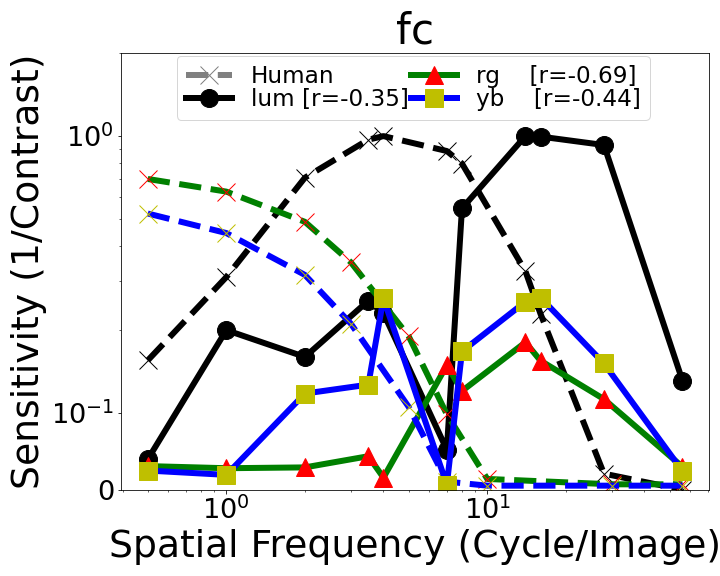 fc
Human
lum [r=-0.35]
rg [r=-0.69]
yb [r=-0.44]
Sensitivity (1/Contrast)
10⁰
10⁻¹
0
10⁰ 10¹
Spatial Frequency (Cycle/Image)